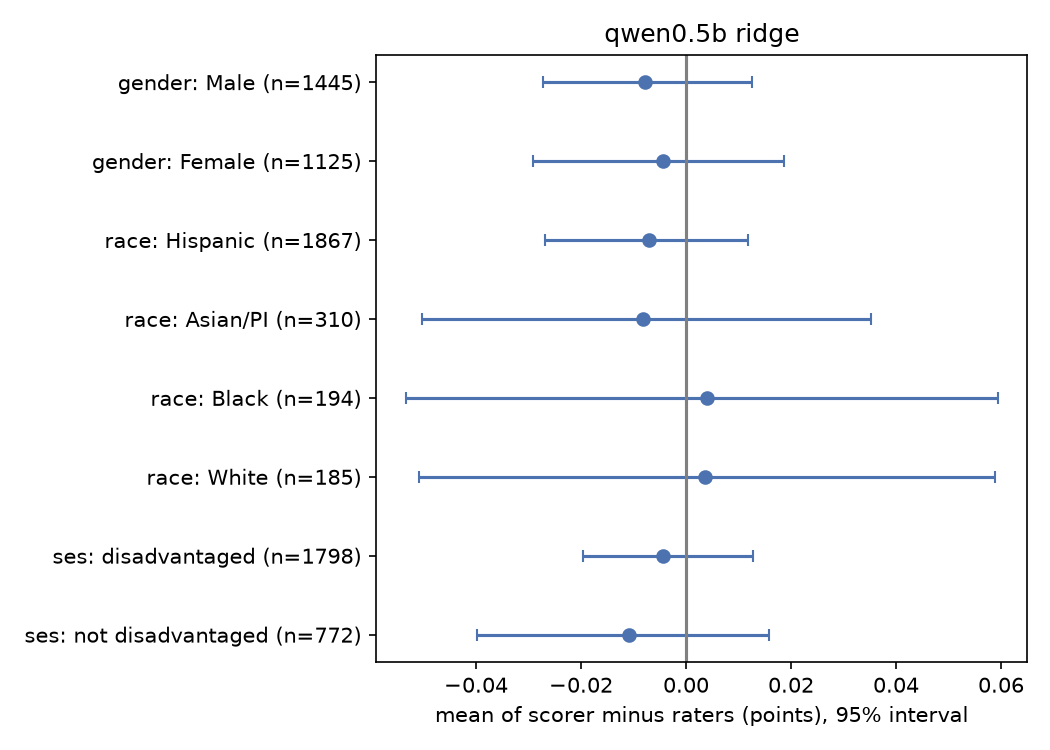 qwen0.5b ridge
gender: Male (n=1445)
gender: Female (n=1125)
race: Hispanic (n=1867)
race: Asian/PI (n=310)
race: Black (n=194)
race: White (n=185)
ses: disadvantaged (n=1798)
ses: not disadvantaged (n=772)
−0.04 −0.02 0.00 0.02 0.04 0.06
mean of scorer minus raters (points), 95% interval